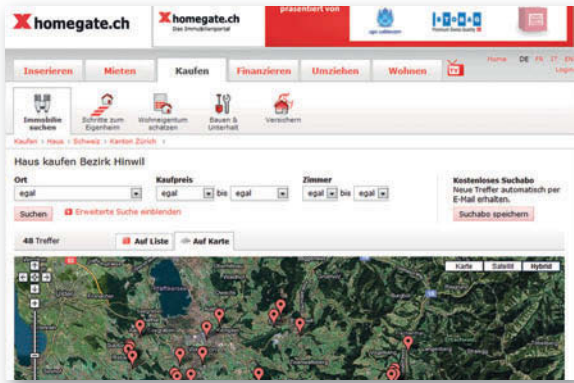 homegate.ch
homegate.ch
Das Immobilienportal
präsentiert von
Inserieren
Mieten
Kaufen
Finanzieren
Umziehen
Wohnen
TV
Home DE FR IT EN
Login
Immobilie
suchen
Schritte zum
Eigenheim
Wohneigentum
schätzen
Bauen &
Unterhalt
Versichern
Kaufen › Haus › Schweiz › Kanton Zürich ›
Haus kaufen Bezirk Hinwil
Ort
Kaufpreis
Zimmer
egal
egal bis egal
egal bis egal
Suchen
Erweiterte Suche einblenden
Kostenloses Suchabo
Neue Treffer automatisch per
E-Mail erhalten.
Suchabo speichern
48 Treffer
Auf Liste
Auf Karte
Karte
Satellit
Hybrid